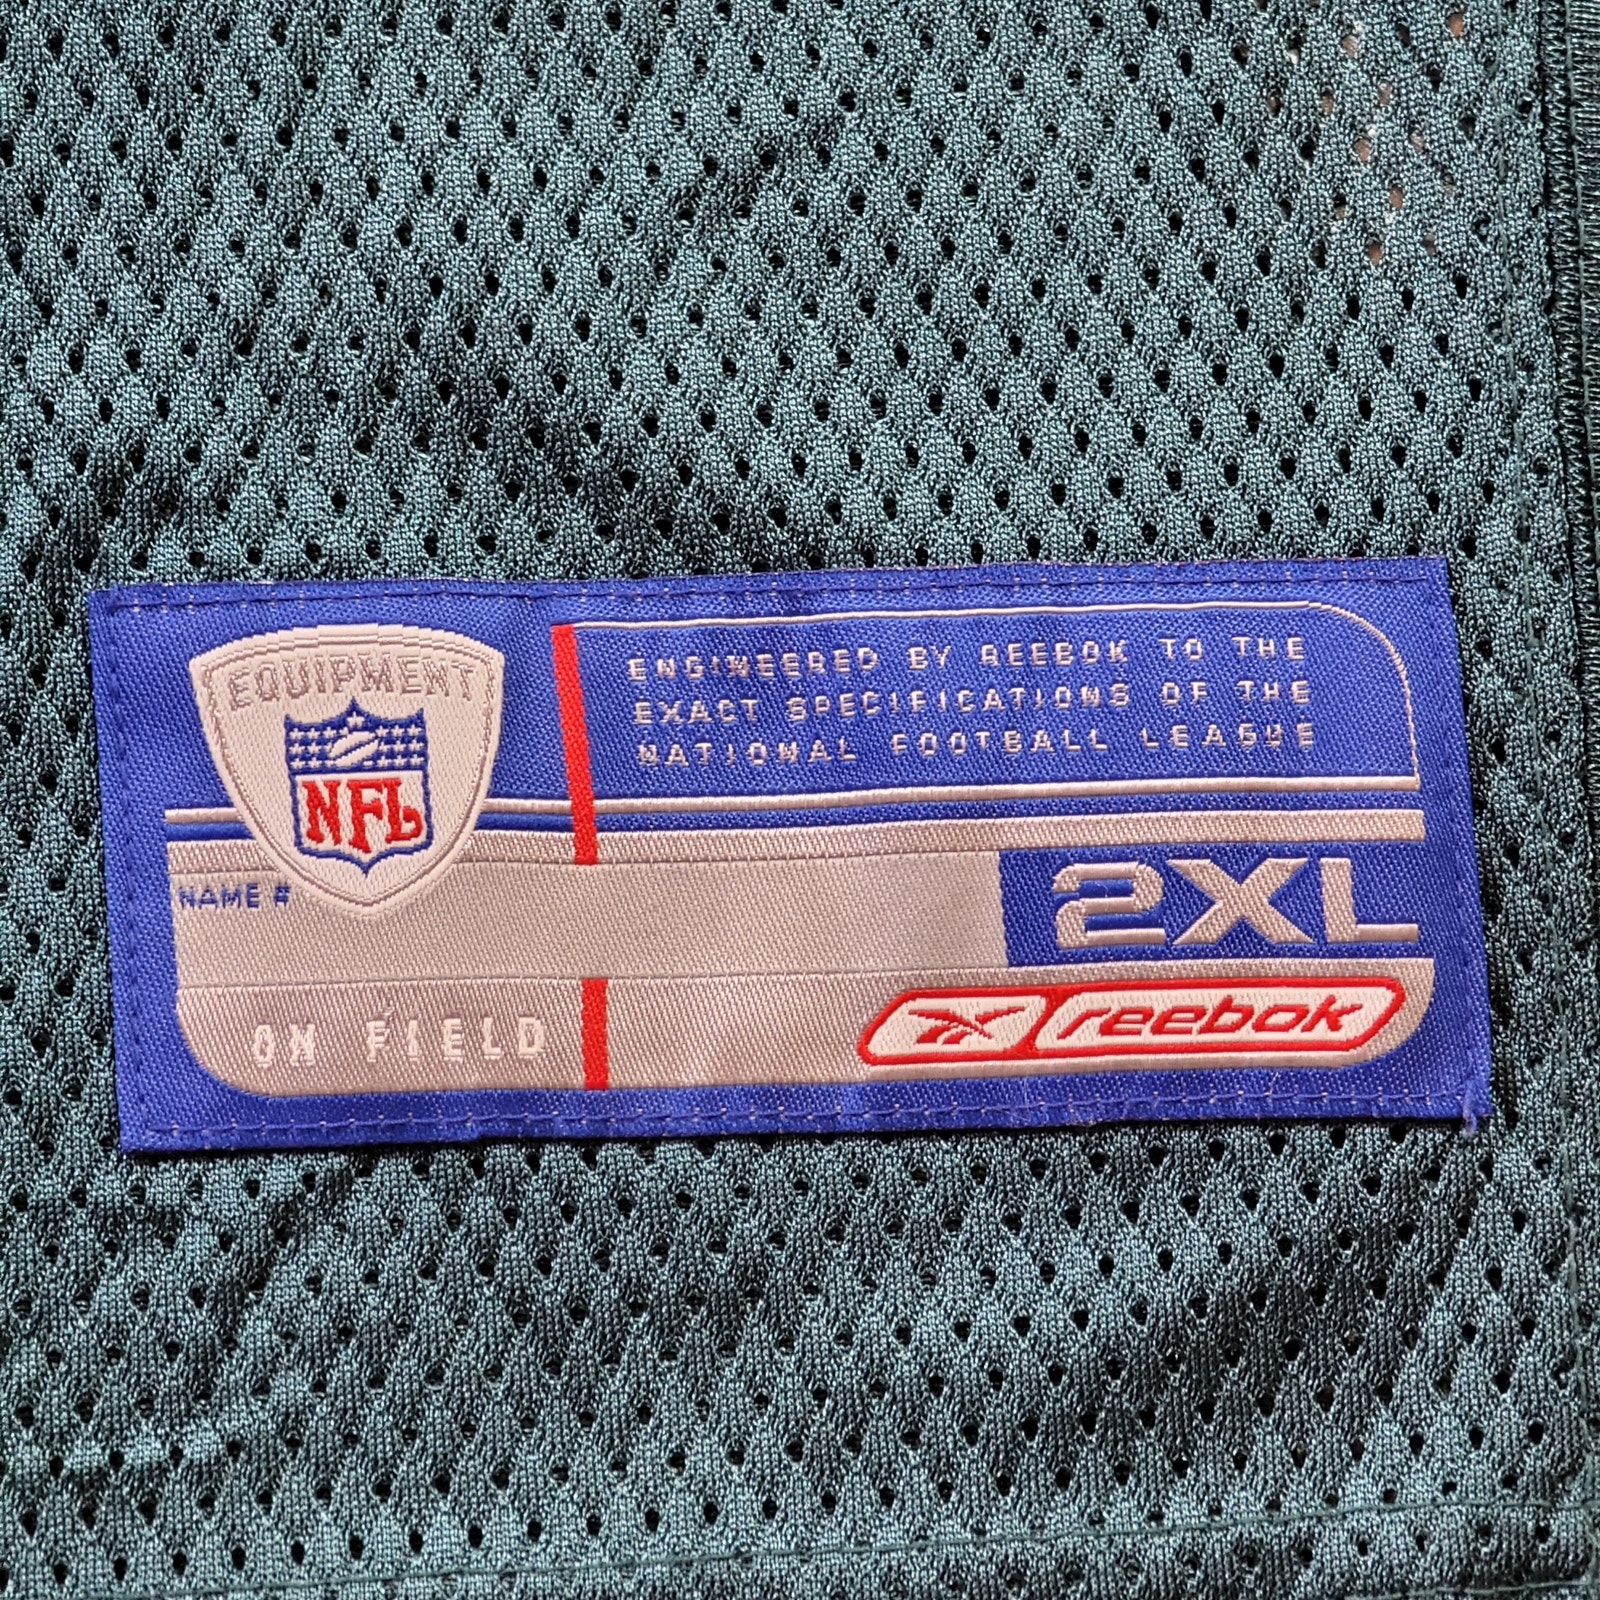 EQUIPMENT
NFL
ENGINEERED BY REEBOK TO THE
EXACT SPECIFICATIONS OF THE
NATIONAL FOOTBALL LEAGUE
NAME #
2XL
ON FIELD
reebok